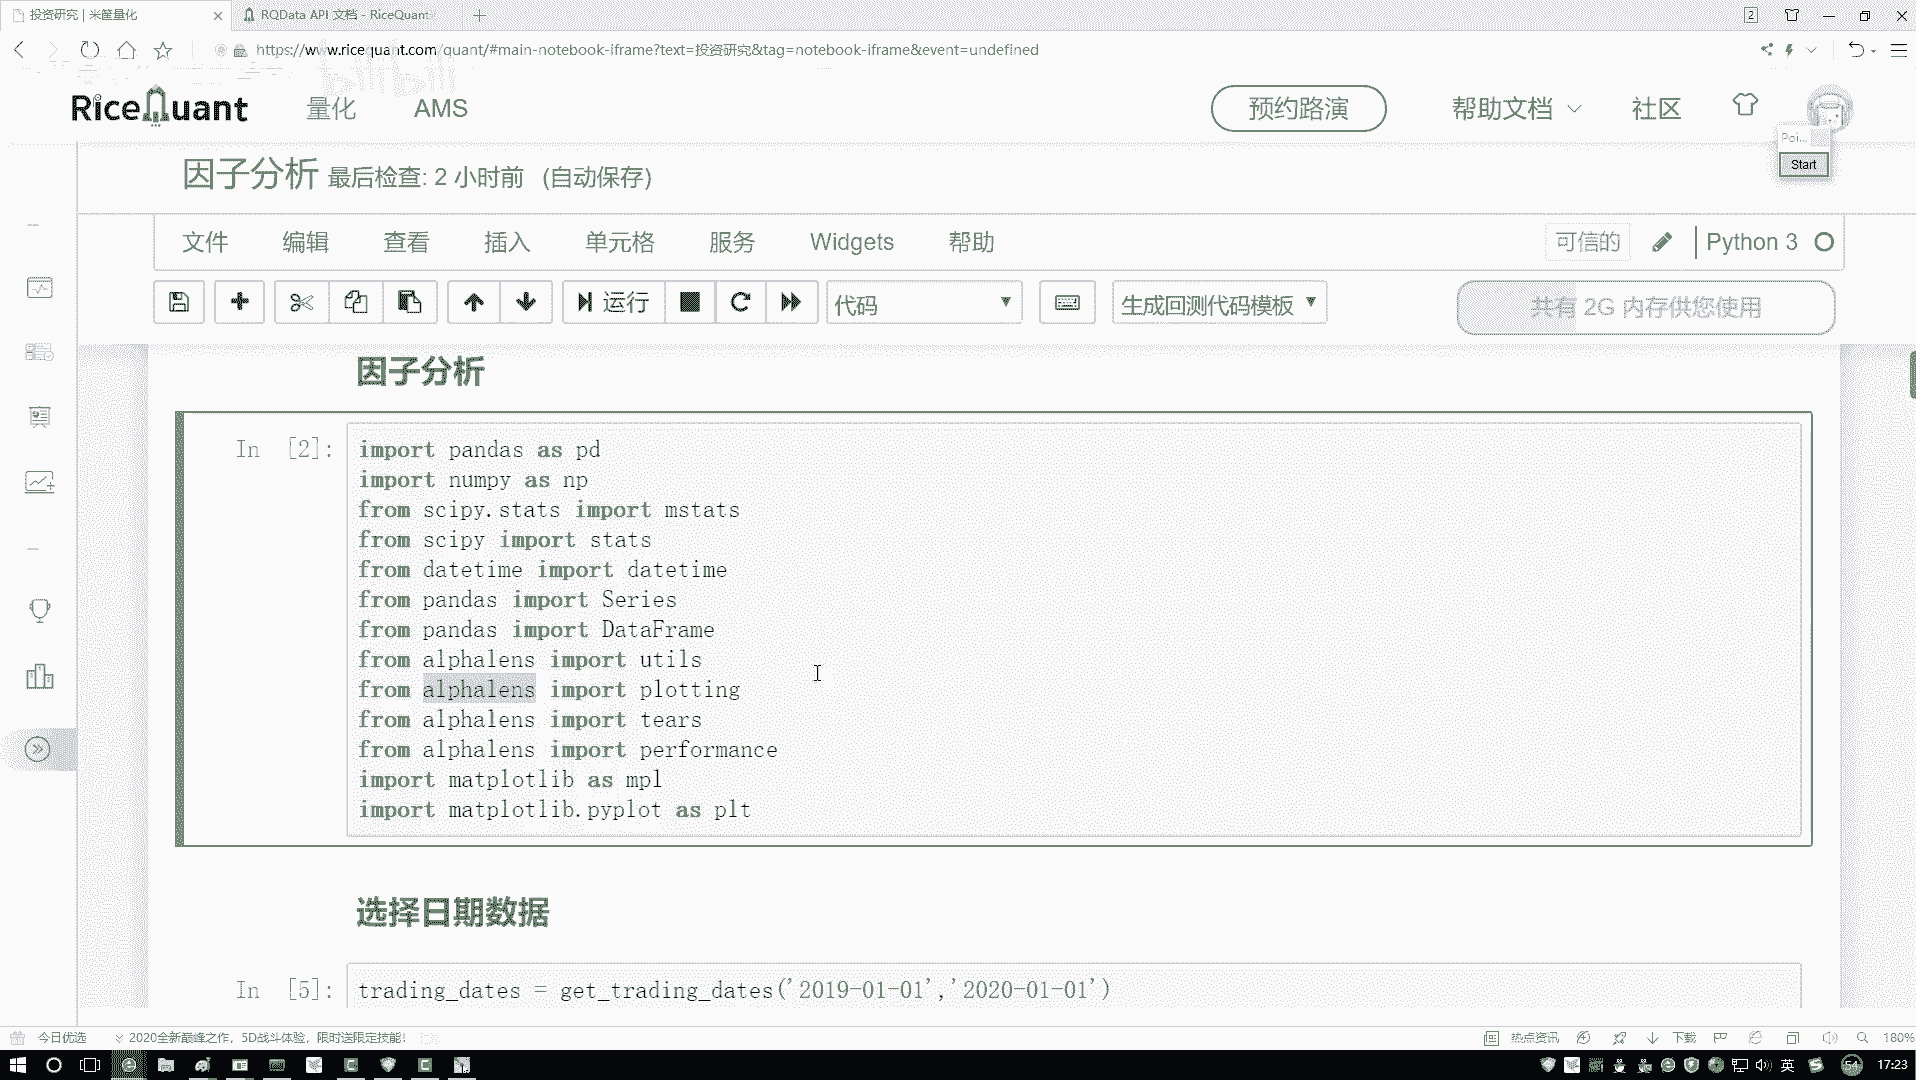 投资研究 | 米筐量化
RQData API 文档 - RiceQuant
2
https://www.ricequant.com/quant/#main-notebook-iframe?text=投资研究&tag=notebook-iframe&event=undefined
bilibili
RiceQuant 量化 AMS 预约路演 帮助文档 社区
Poi...
Start
因子分析 最后检查: 2 小时前 (自动保存)
文件 编辑 查看 插入 单元格 服务 Widgets 帮助 可信的 Python 3
运行 代码 生成回测代码模板 共有 2G 内存供您使用
因子分析
In [2]: import pandas as pd
import numpy as np
from scipy.stats import mstats
from scipy import stats
from datetime import datetime
from pandas import Series
from pandas import DataFrame
from alphalens import utils
from alphalens import plotting
from alphalens import tears
from alphalens import performance
import matplotlib as mpl
import matplotlib.pyplot as plt
选择日期数据
In [5]: trading_dates = get_trading_dates('2019-01-01','2020-01-01')
今日优选 2020全新巅峰之作，5D战斗体验，限时送限定技能! 热点资讯 下载 180%
英 54 17:23